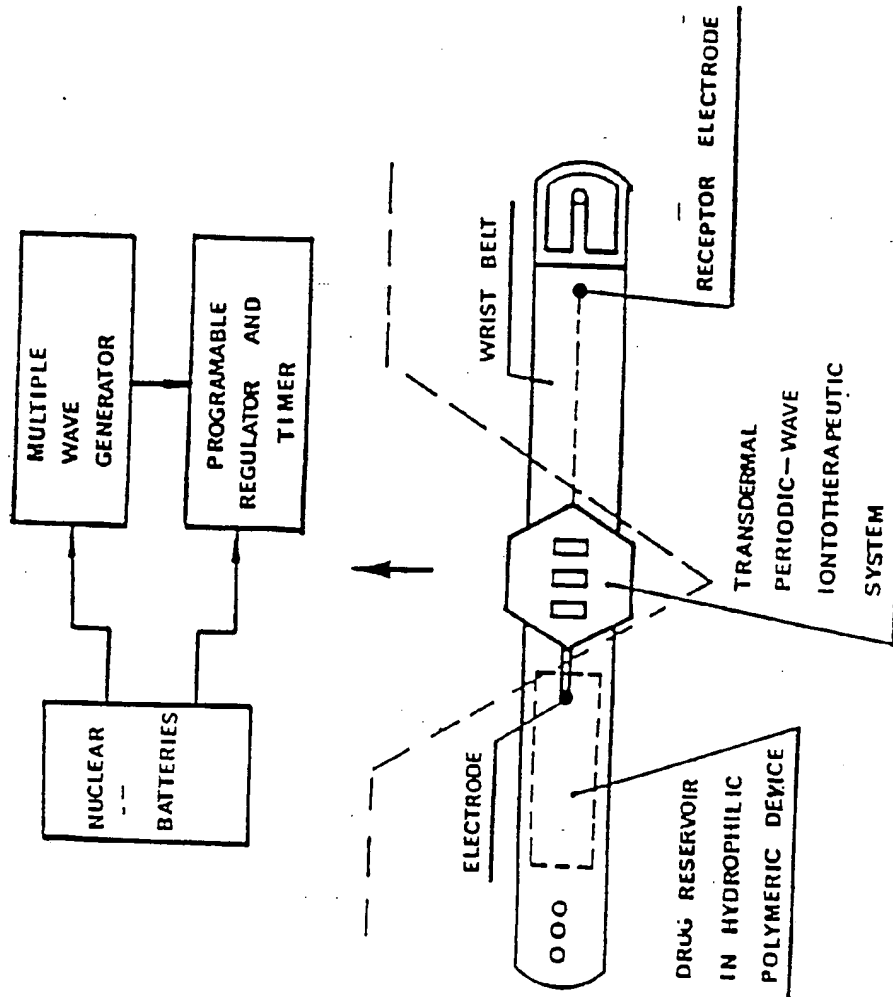 NUCLEAR
BATTERIES
MULTIPLE
WAVE
GENERATOR
PROGRAMABLE
REGULATOR AND
TIMER
ELECTRODE
WRIST BELT
DRUG RESERVOIR
IN HYDROPHILIC
POLYMERIC DEVICE
TRANSDERMAL
PERIODIC-WAVE
IONTOTHERAPEUTIC
SYSTEM
RECEPTOR ELECTRODE